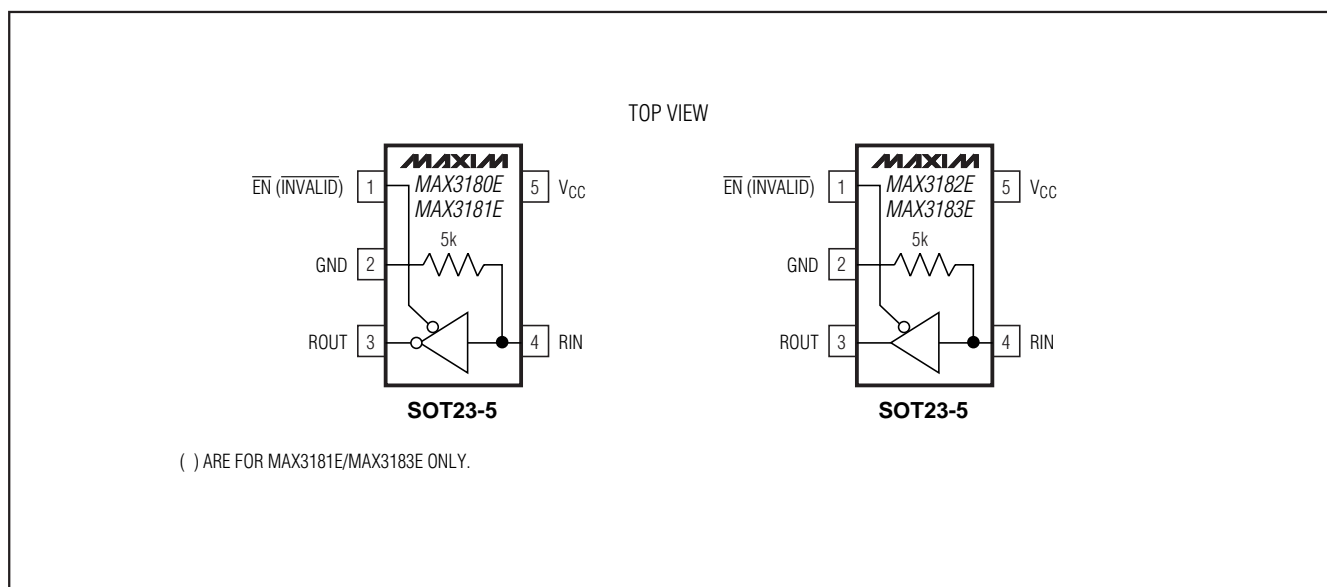 TOP VIEW
MAXIM
MAX3180E
MAX3181E
5k
EN (INVALID) 1
5 VCC
GND 2
ROUT 3
4 RIN
SOT23-5
MAXIM
MAX3182E
MAX3183E
5k
EN (INVALID) 1
5 VCC
GND 2
ROUT 3
4 RIN
SOT23-5
( ) ARE FOR MAX3181E/MAX3183E ONLY.